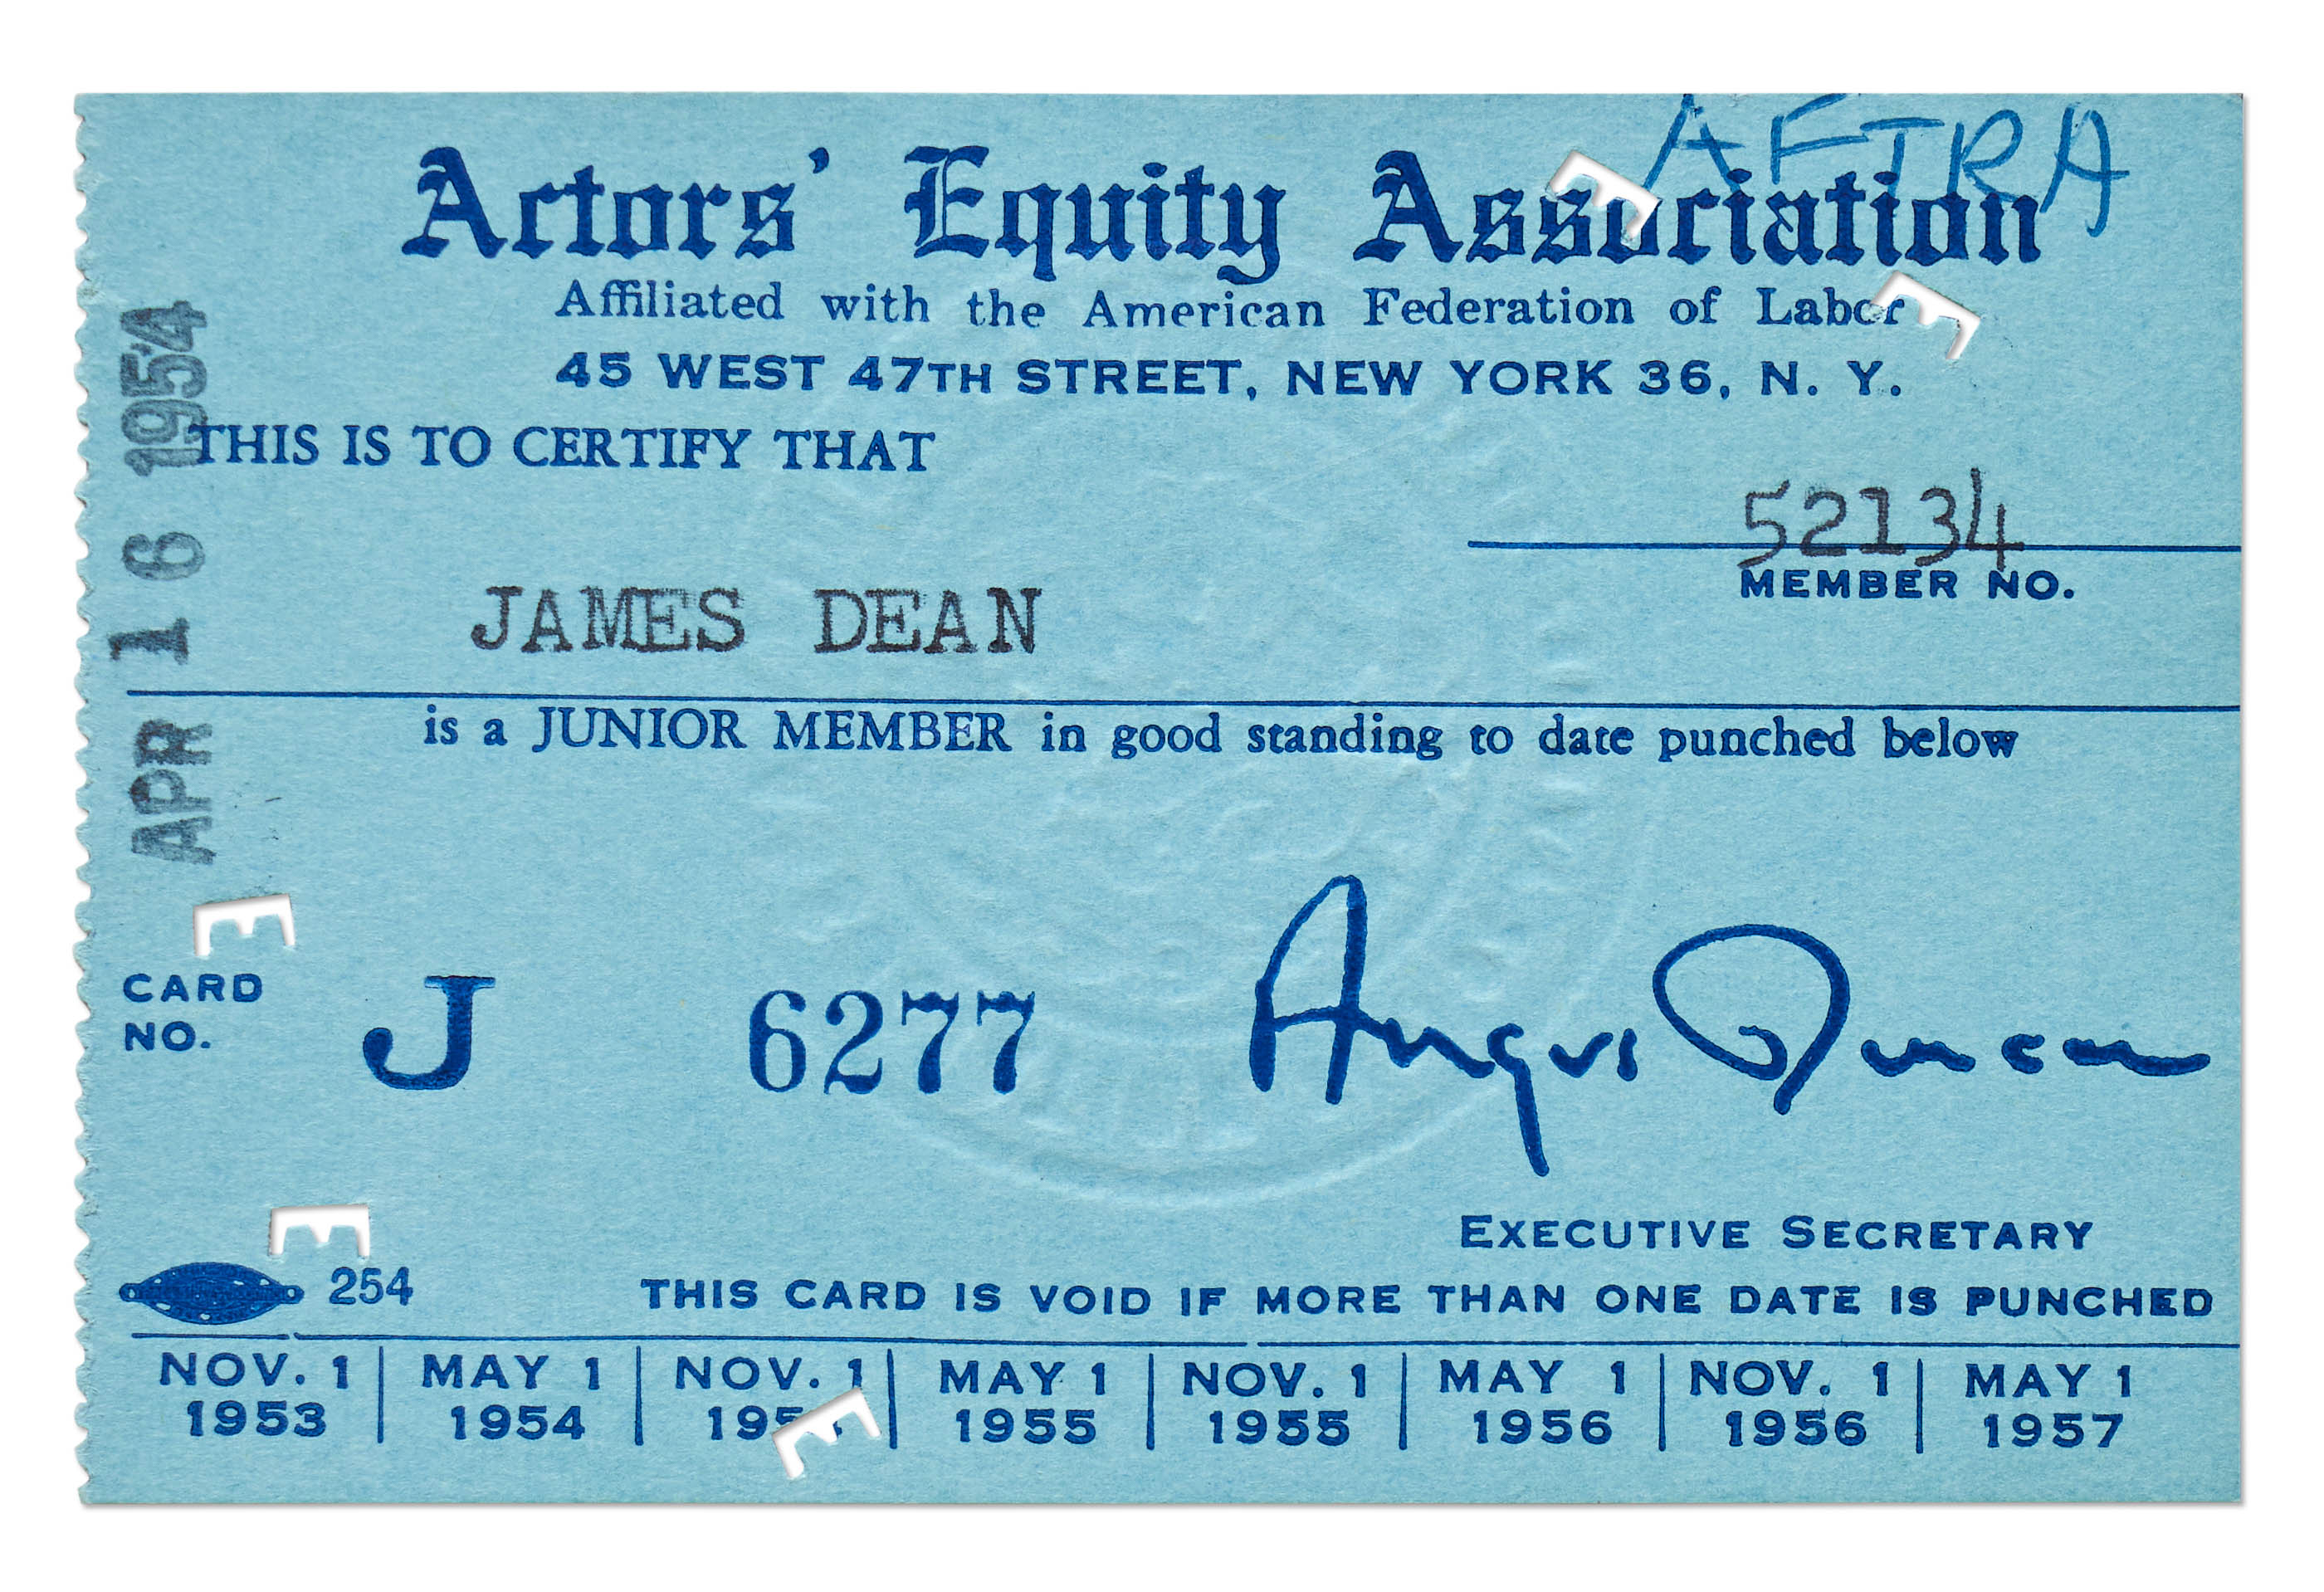 AFTRA
Actors' Equity Association
Affiliated with the American Federation of Labor
45 WEST 47TH STREET, NEW YORK 36, N. Y.
THIS IS TO CERTIFY THAT
52134
MEMBER NO.
JAMES DEAN
is a JUNIOR MEMBER in good standing to date punched below
APR 16 1954
CARD NO. J 6277
Angus Duncan
EXECUTIVE SECRETARY
254
THIS CARD IS VOID IF MORE THAN ONE DATE IS PUNCHED
NOV. 1 MAY 1 NOV. 1 MAY 1 NOV. 1 MAY 1 NOV. 1 MAY 1
1953 1954 195 1955 1955 1956 1956 1957